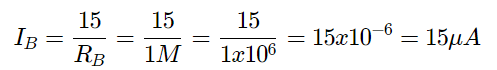 I_B = 15/R_B = 15/1M = 15/1x10^6 = 15x10^{-6} = 15μA